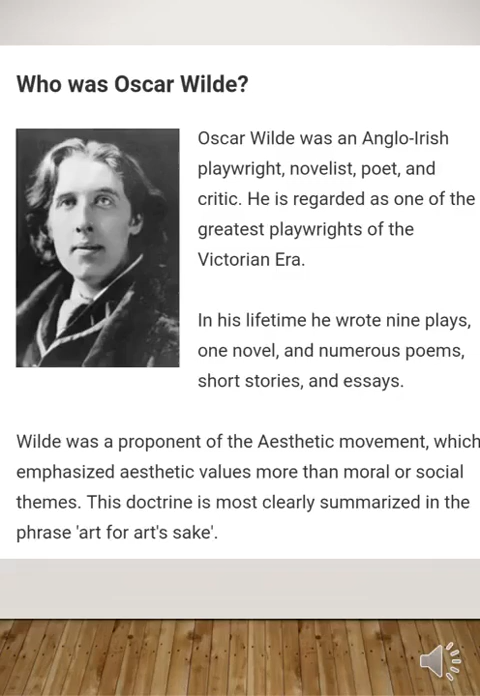 Who was Oscar Wilde?
Oscar Wilde was an Anglo-Irish
playwright, novelist, poet, and
critic. He is regarded as one of the
greatest playwrights of the
Victorian Era.
In his lifetime he wrote nine plays,
one novel, and numerous poems,
short stories, and essays.
Wilde was a proponent of the Aesthetic movement, which
emphasized aesthetic values more than moral or social
themes. This doctrine is most clearly summarized in the
phrase 'art for art's sake'.